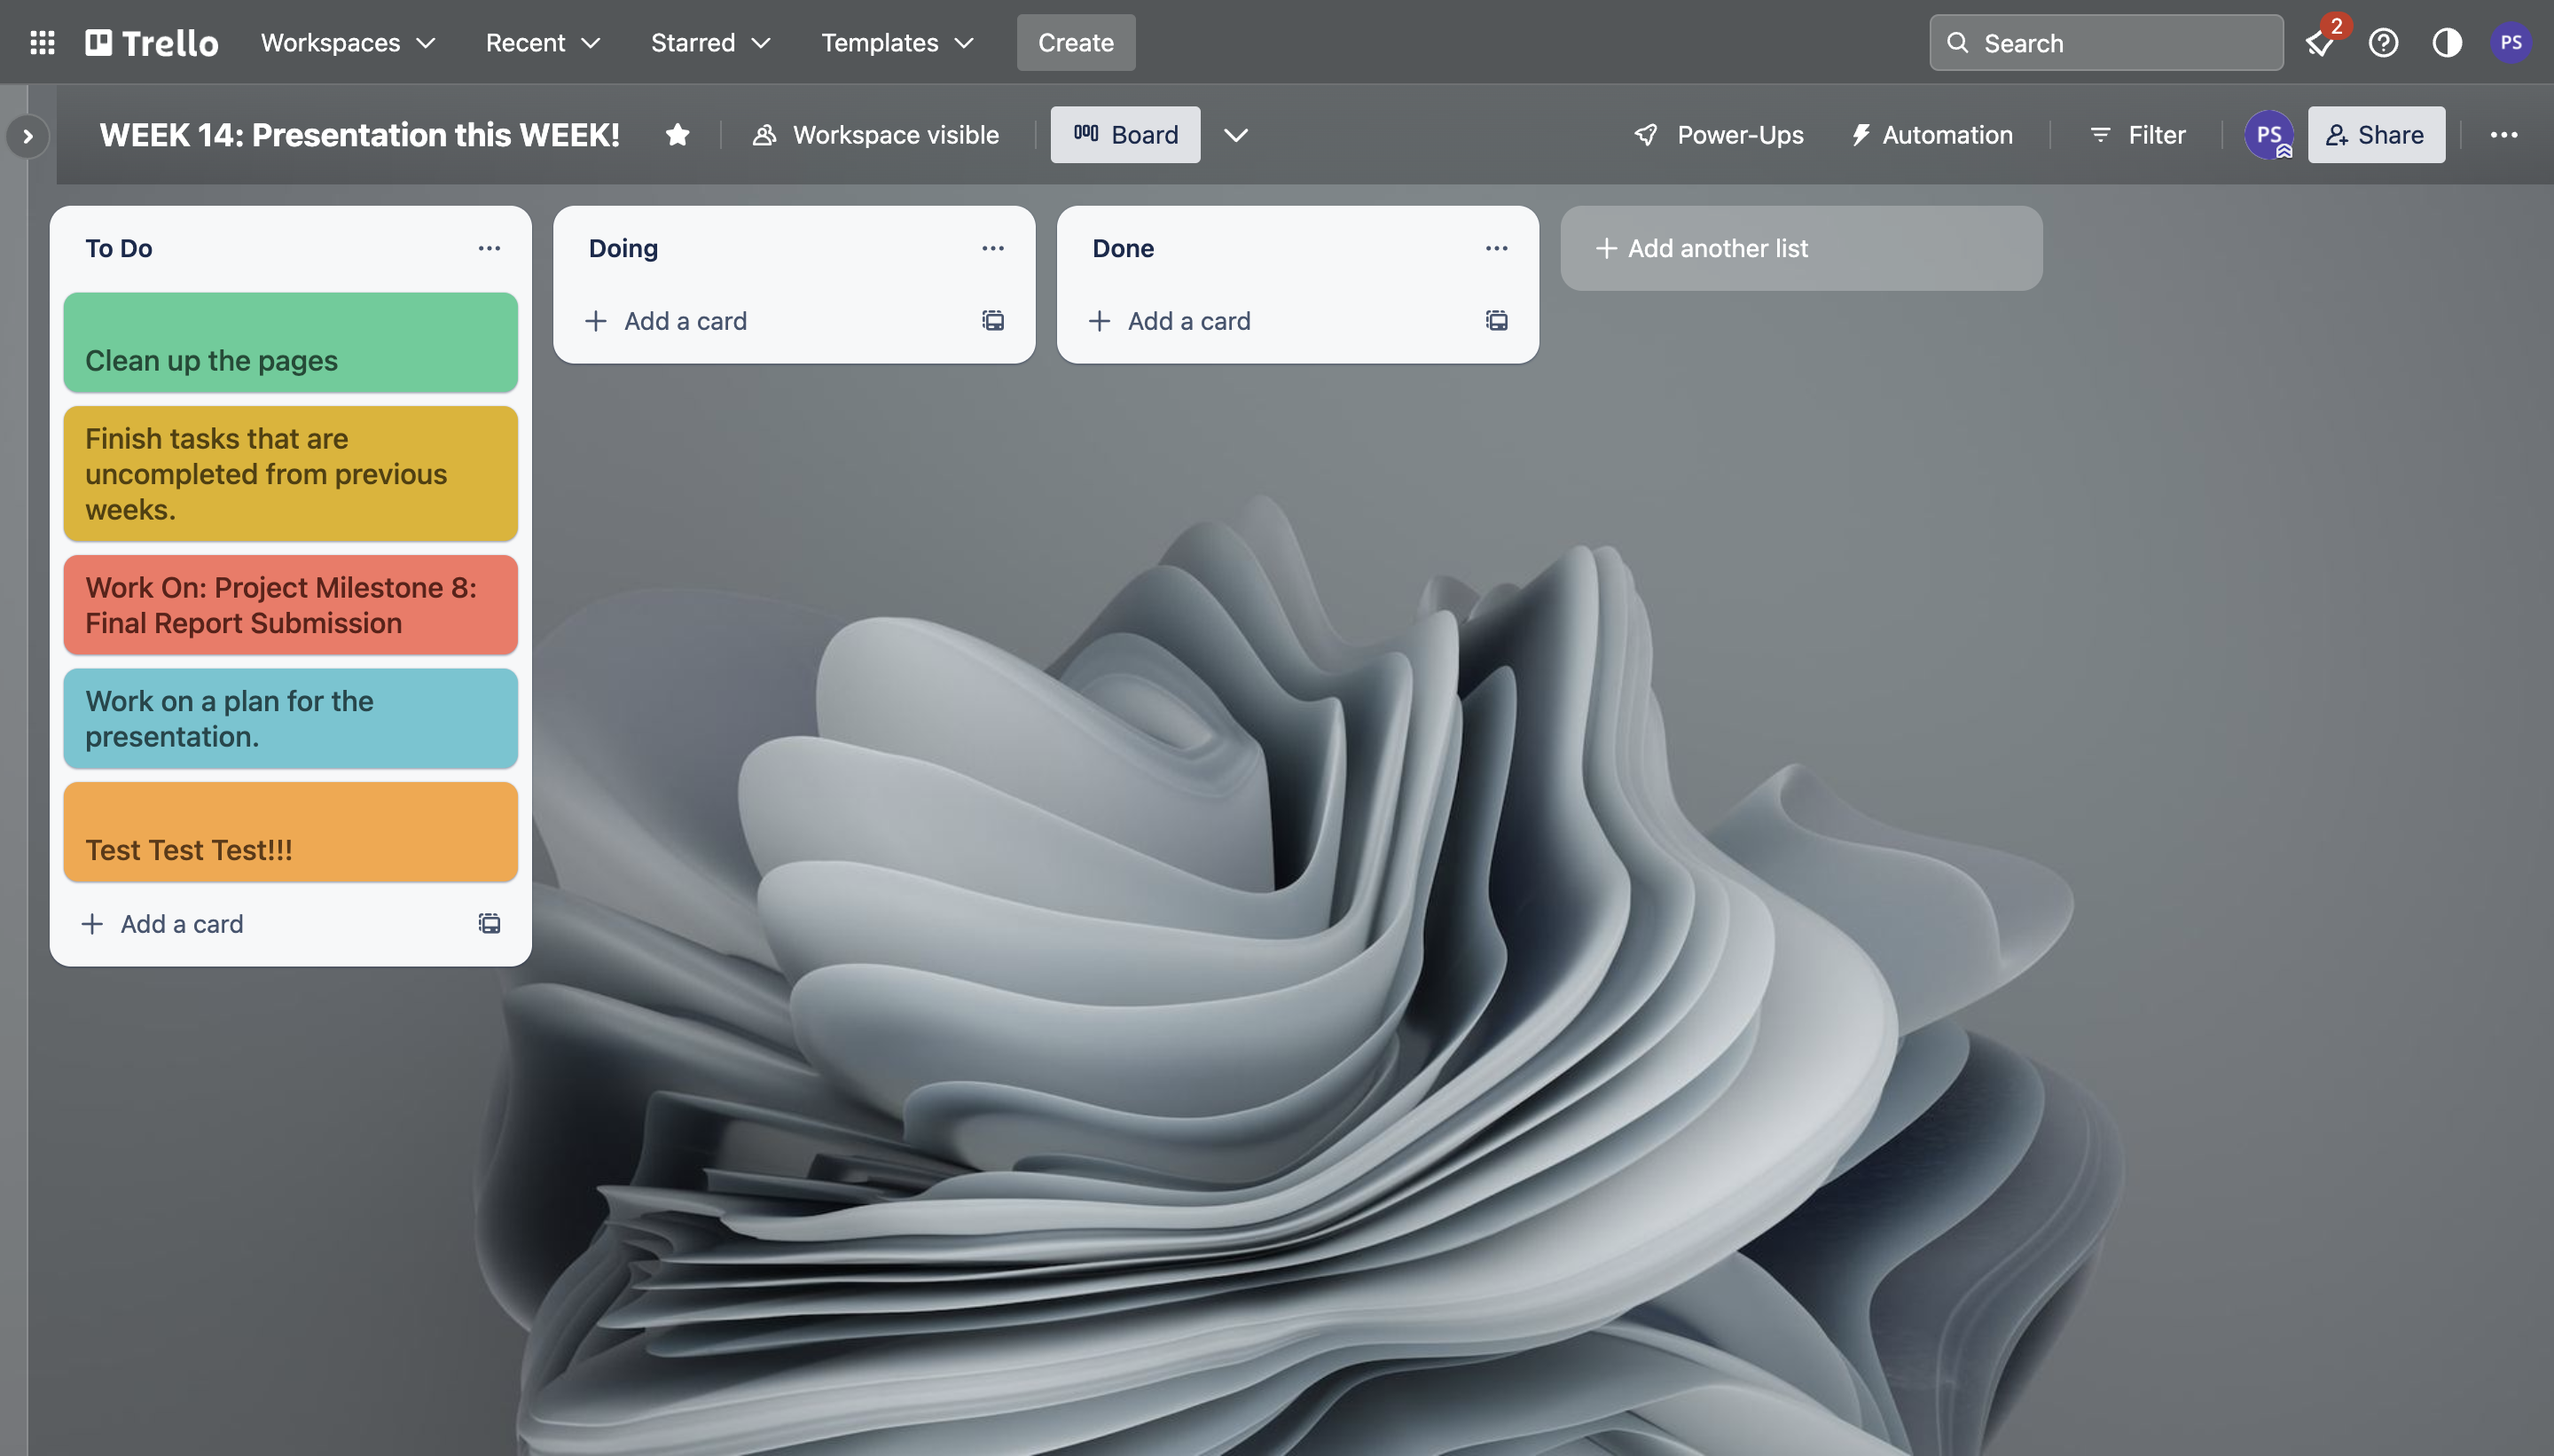 Trello
Workspaces
Recent
Starred
Templates
Create
Search
2
PS
WEEK 14: Presentation this WEEK!
Workspace visible
Board
Power-Ups
Automation
Filter
PS
Share
To Do
Clean up the pages
Finish tasks that are
uncompleted from previous
weeks.
Work On: Project Milestone 8:
Final Report Submission
Work on a plan for the
presentation.
Test Test Test!!!
Add a card
Doing
Add a card
Done
Add a card
Add another list